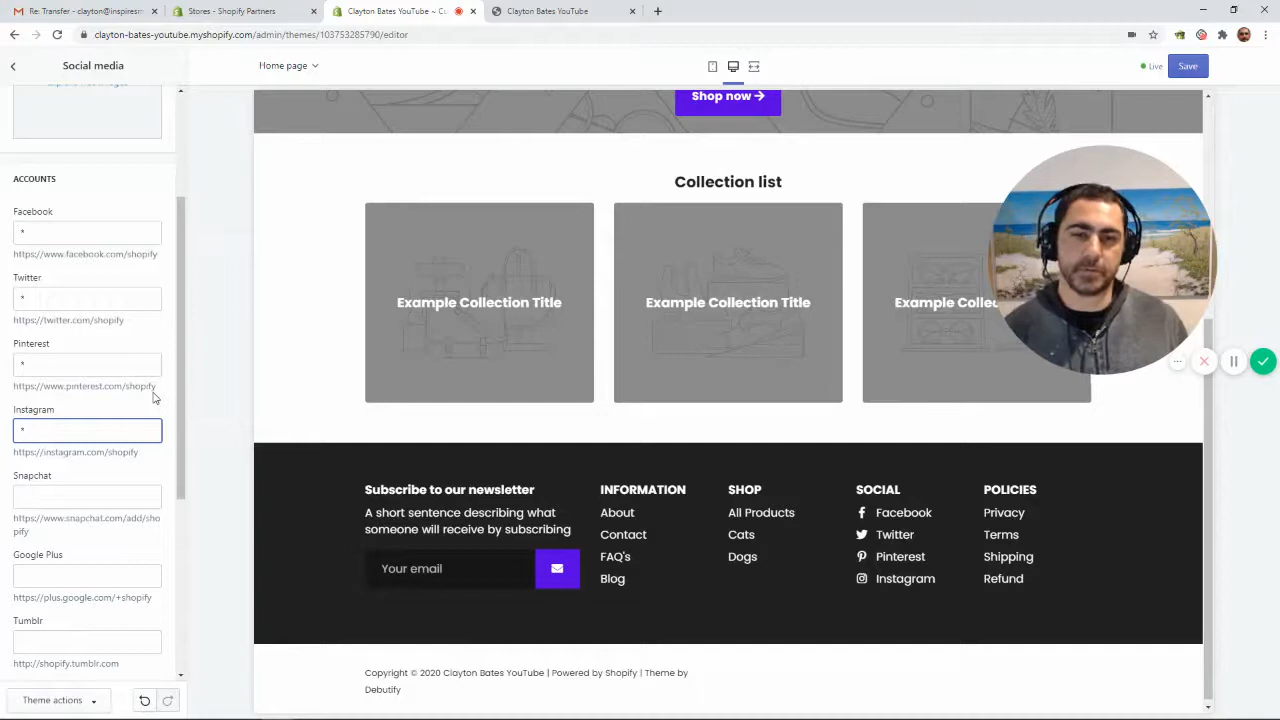 Re: Transfer - clayton@inspiresm
Stores - Shopify Partners
Clayton Bates YouTube ~ Cu
Clayton Bates YouTube
clayton-bates-youtube.myshopify.com/admin/themes/103753285790/editor
Social media
Home page
Live
Save
ACCOUNTS
Facebook
*
https://www.facebook.com/shopify
Twitter
*
https://twitter.com/shopify
Pinterest
*
https://www.pinterest.com/shopify
Instagram
*
https://instagram.com/shopify
Snapchat
https://www.snapchat.com/add/sho
pify
Google Plus
https://plus.google.com/+shopify
Tumblr
http://shopify.tumblr.com
Theme actions
Shop now →
Collection list
Example Collection Title
Example Collection Title
Example Colle
Subscribe to our newsletter
A short sentence describing what
someone will receive by subscribing
Your email
INFORMATION
About
Contact
FAQ's
Blog
SHOP
All Products
Cats
Dogs
SOCIAL
Facebook
Twitter
Pinterest
Instagram
POLICIES
Privacy
Terms
Shipping
Refund
Copyright © 2020 Clayton Bates YouTube | Powered by Shopify | Theme by
Debutify